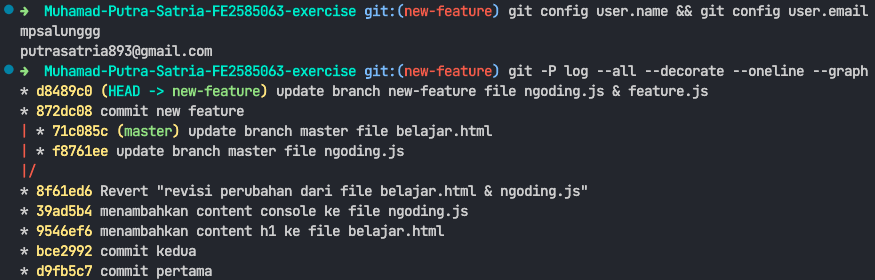 ➜ Muhamad-Putra-Satria-FE2585063-exercise git:(new-feature) git config user.name && git config user.email
mpsalunggg
putrasatria893@gmail.com
➜ Muhamad-Putra-Satria-FE2585063-exercise git:(new-feature) git -P log --all --decorate --oneline --graph
* d8489c0 (HEAD -> new-feature) update branch new-feature file ngoding.js & feature.js
* 872dc08 commit new feature
| * 71c085c (master) update branch master file belajar.html
| * f8761ee update branch master file ngoding.js
|/
* 8f61ed6 Revert "revisi perubahan dari file belajar.html & ngoding.js"
* 39ad5b4 menambahkan content console ke file ngoding.js
* 9546ef6 menambahkan content h1 ke file belajar.html
* bce2992 commit kedua
* d9fb5c7 commit pertama